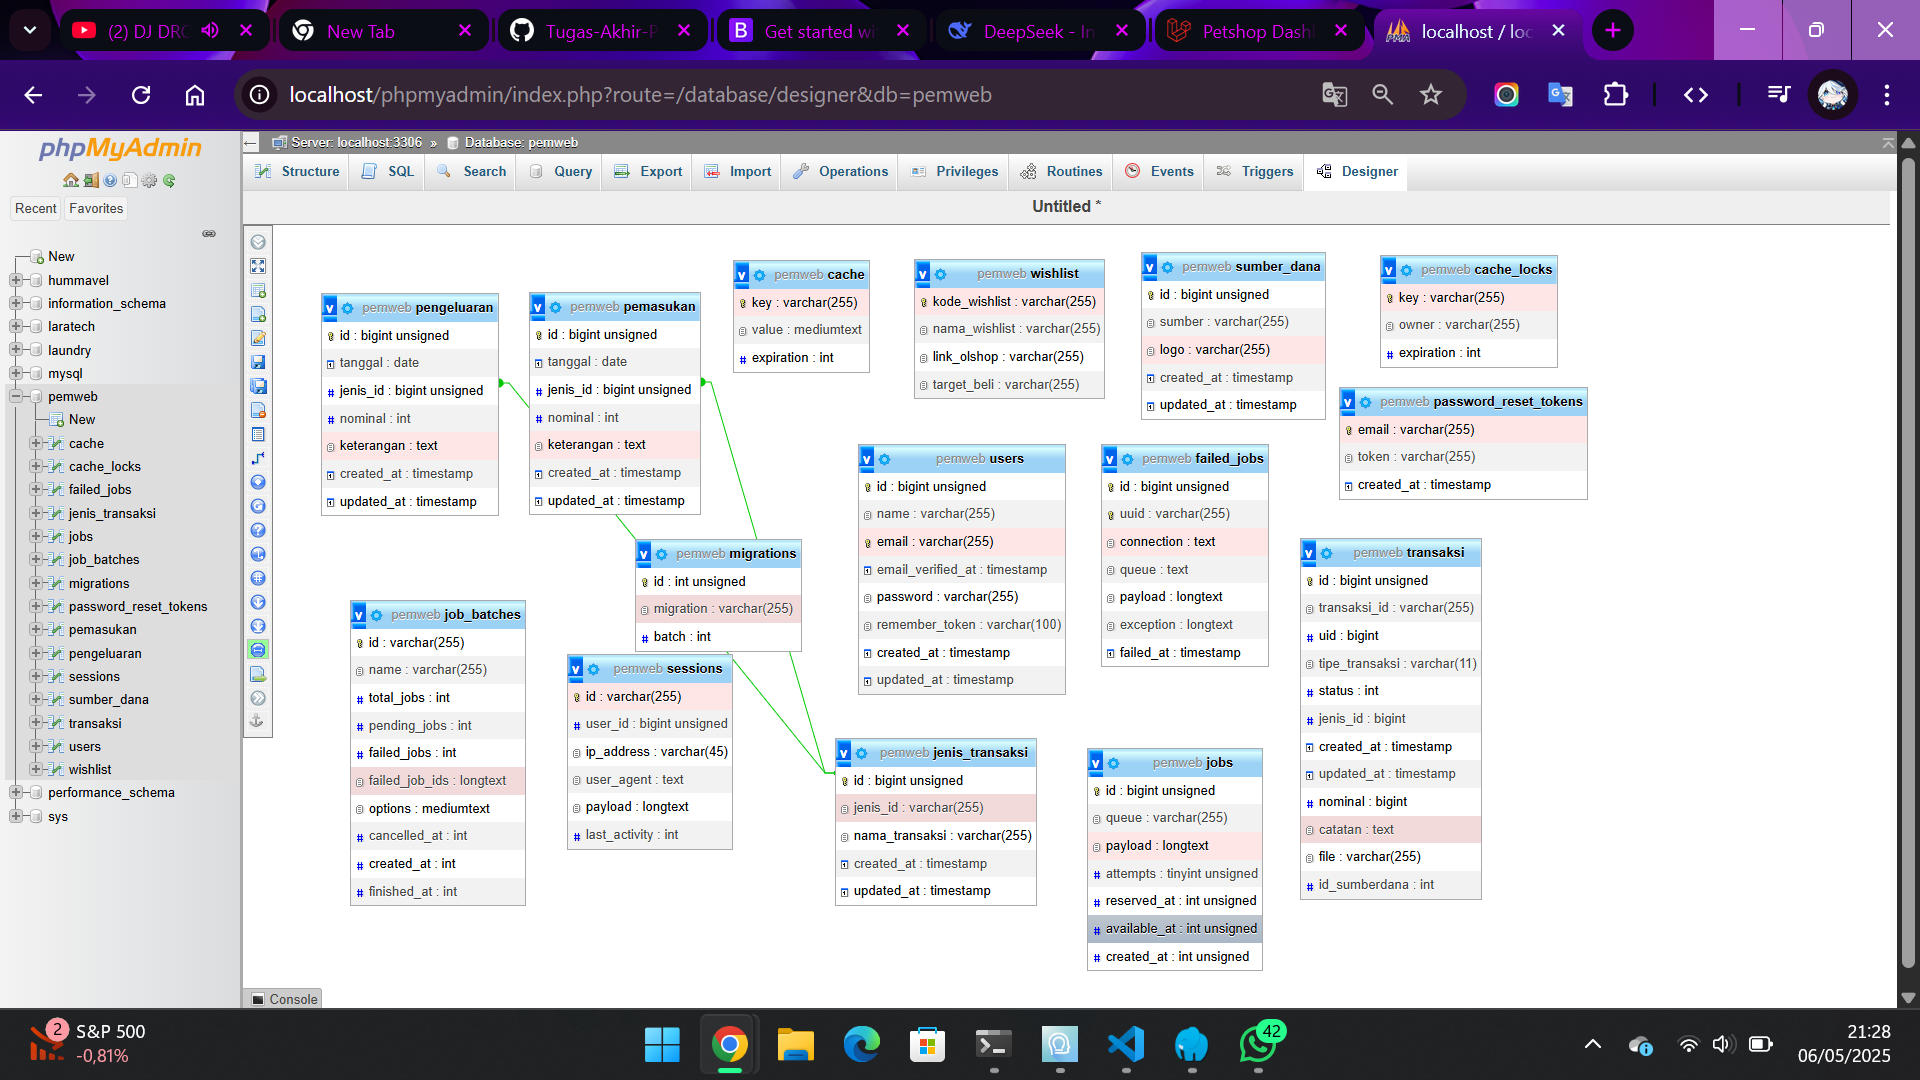 (2) DJ DRO
New Tab
Tugas-Akhir-P
Get started wi
DeepSeek - In
Petshop Dash
localhost / loc
localhost/phpmyadmin/index.php?route=/database/designer&db=pemweb
phpMyAdmin
Recent
Favorites
New
hummavel
information_schema
laratech
laundry
mysql
pemweb
New
cache
cache_locks
failed_jobs
jenis_transaksi
jobs
job_batches
migrations
password_reset_tokens
pemasukan
pengeluaran
sessions
sumber_dana
transaksi
users
wishlist
performance_schema
sys
Server: localhost:3306 » Database: pemweb
Structure
SQL
Search
Query
Export
Import
Operations
Privileges
Routines
Events
Triggers
Designer
Untitled *
pemweb pengeluaran
id : bigint unsigned
tanggal : date
jenis_id : bigint unsigned
nominal : int
keterangan : text
created_at : timestamp
updated_at : timestamp
pemweb pemasukan
id : bigint unsigned
tanggal : date
jenis_id : bigint unsigned
nominal : int
keterangan : text
created_at : timestamp
updated_at : timestamp
pemweb cache
key : varchar(255)
value : mediumtext
expiration : int
pemweb wishlist
kode_wishlist : varchar(255)
nama_wishlist : varchar(255)
link_olshop : varchar(255)
target_beli : varchar(255)
pemweb sumber_dana
id : bigint unsigned
sumber : varchar(255)
logo : varchar(255)
created_at : timestamp
updated_at : timestamp
pemweb cache_locks
key : varchar(255)
owner : varchar(255)
expiration : int
pemweb password_reset_tokens
email : varchar(255)
token : varchar(255)
created_at : timestamp
pemweb users
id : bigint unsigned
name : varchar(255)
email : varchar(255)
email_verified_at : timestamp
password : varchar(255)
remember_token : varchar(100)
created_at : timestamp
updated_at : timestamp
pemweb failed_jobs
id : bigint unsigned
uuid : varchar(255)
connection : text
queue : text
payload : longtext
exception : longtext
failed_at : timestamp
pemweb transaksi
id : bigint unsigned
transaksi_id : varchar(255)
uid : bigint
tipe_transaksi : varchar(11)
status : int
jenis_id : bigint
created_at : timestamp
updated_at : timestamp
nominal : bigint
catatan : text
file : varchar(255)
id_sumberdana : int
pemweb migrations
id : int unsigned
migration : varchar(255)
batch : int
pemweb job_batches
id : varchar(255)
name : varchar(255)
total_jobs : int
pending_jobs : int
failed_jobs : int
failed_job_ids : longtext
options : mediumtext
cancelled_at : int
created_at : int
finished_at : int
pemweb sessions
id : varchar(255)
user_id : bigint unsigned
ip_address : varchar(45)
user_agent : text
payload : longtext
last_activity : int
pemweb jenis_transaksi
id : bigint unsigned
jenis_id : varchar(255)
nama_transaksi : varchar(255)
created_at : timestamp
updated_at : timestamp
pemweb jobs
id : bigint unsigned
queue : varchar(255)
payload : longtext
attempts : tinyint unsigned
reserved_at : int unsigned
available_at : int unsigned
created_at : int unsigned
Console
2
S&P 500
-0,81%
42
21:28
06/05/2025